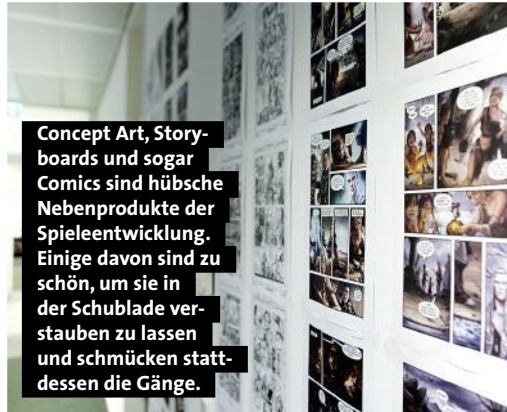 Concept Art, Story-
boards und sogar
Comics sind hübsche
Nebenprodukte der
Spieleentwicklung.
Einige davon sind zu
schön, um sie in
der Schublade ver-
stauben zu lassen
und schmücken statt-
dessen die Gänge.